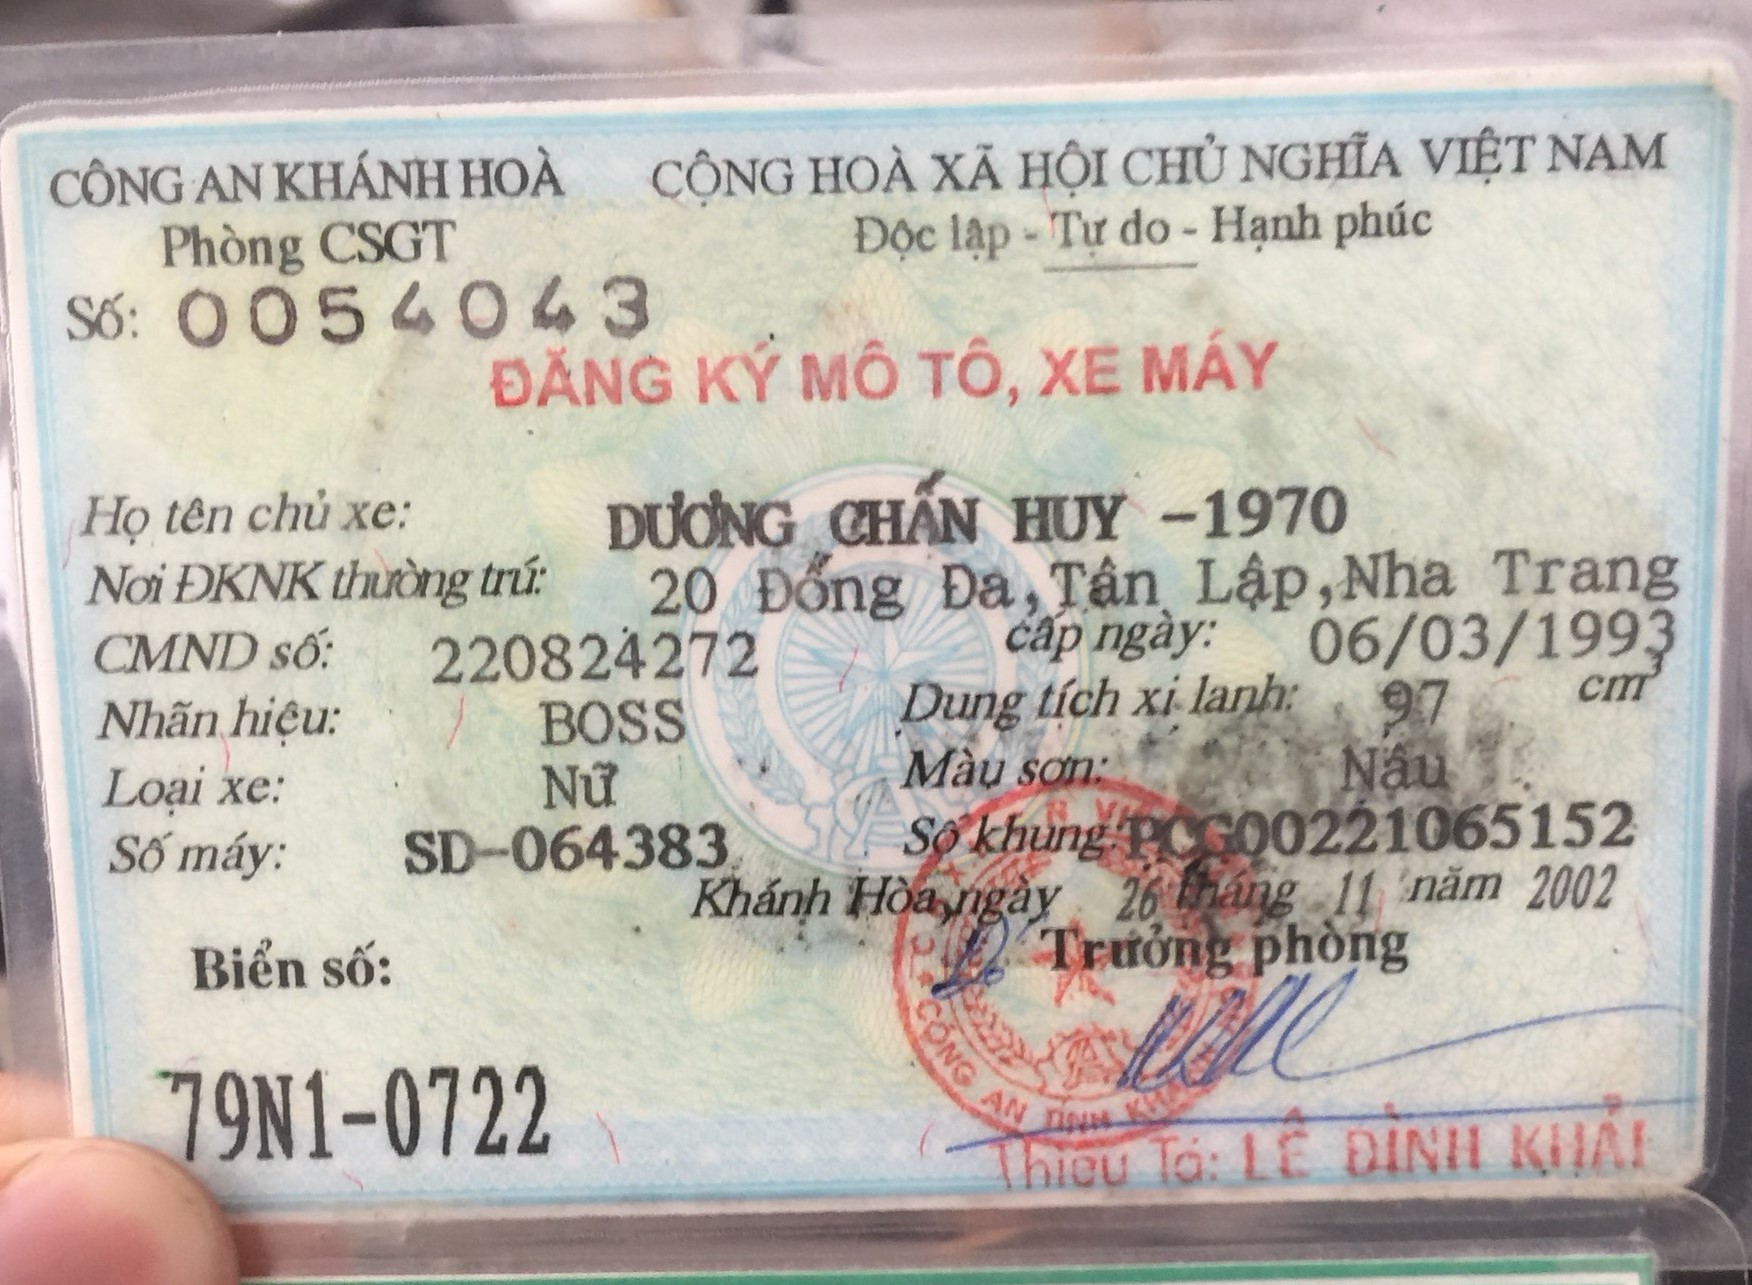 CÔNG AN KHÁNH HOÀ CỘNG HOÀ XÃ HỘI CHỦ NGHĨA VIỆT NAM
Phòng CSGT Độc lập - Tự do - Hạnh phúc
Số: 0054043
ĐĂNG KÝ MÔ TÔ, XE MÁY
Họ tên chủ xe: DƯƠNG CHẤN HUY -1970
Nơi ĐKNK thường trú: 20 Đống Đa,Tân Lập,Nha Trang
CMND số: 220824272 cấp ngày: 06/03/1993
Nhãn hiệu: BOSS Dung tích xi lanh: 97 cm³
Loại xe: Nữ Màu sơn: Nâu
Số máy: SD-064383 Số khung: PCG00221065152
Khánh Hòa,ngày 26 tháng 11 năm 2002
Biển số: Trưởng phòng
79N1-0722
CÔNG AN TỈNH
Thiếu Tá: LÊ ĐÌNH KHẢI